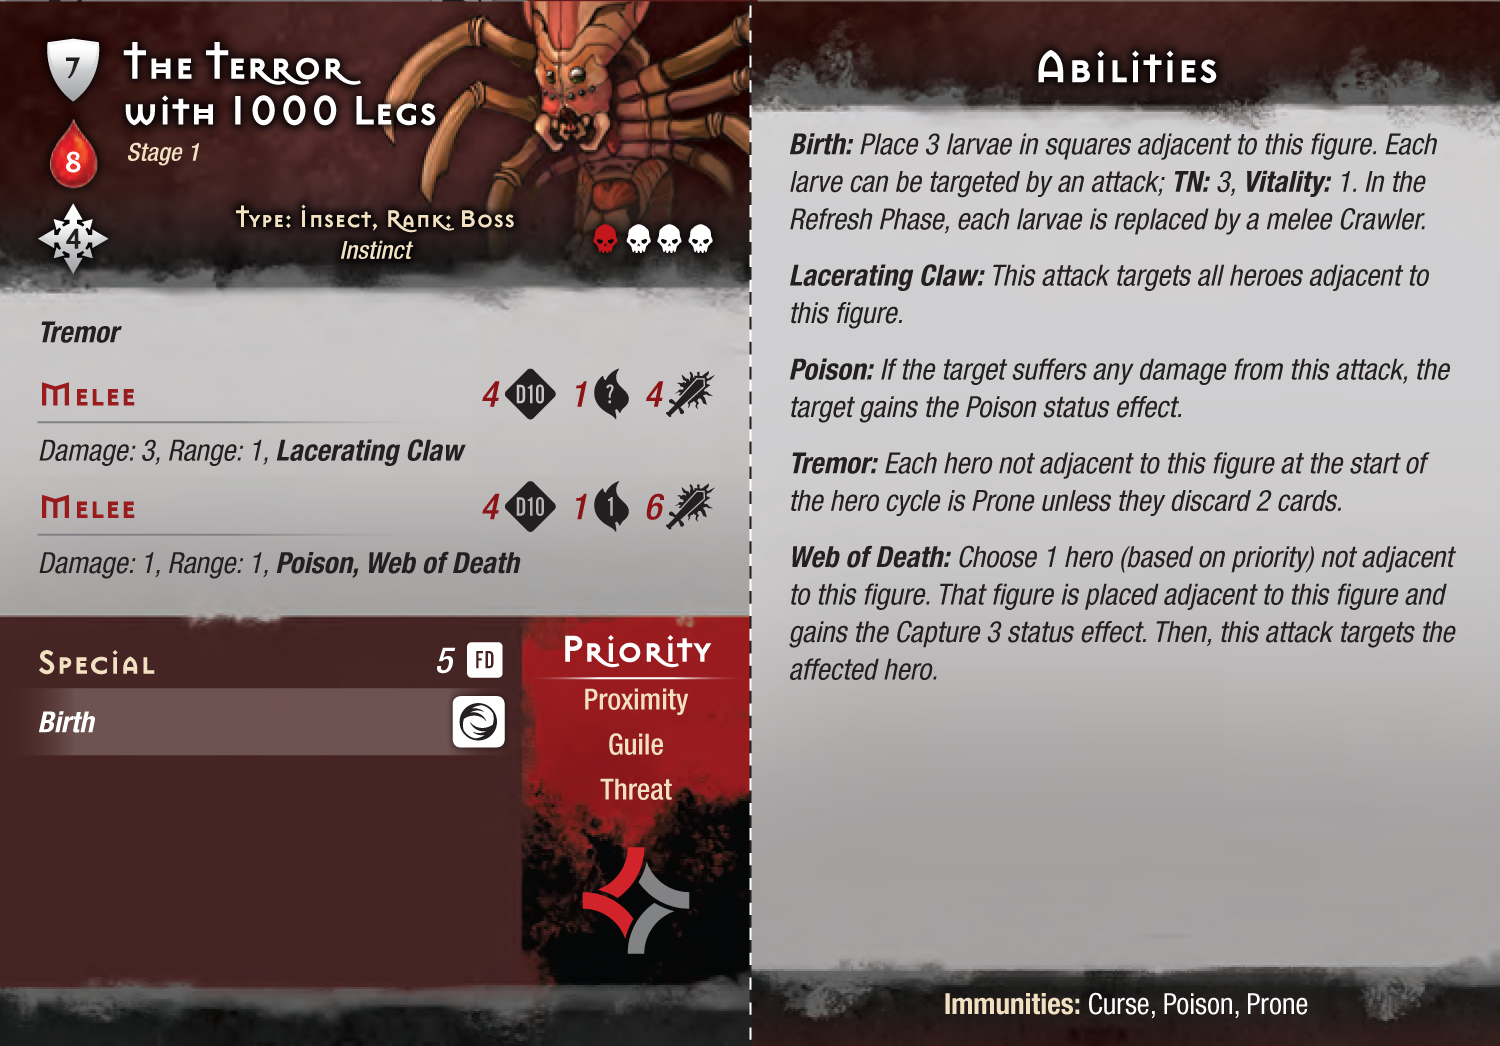 7
The Terror
with 1000 Legs
8
Stage 1
4
Type: Insect, Rank: Boss
Instinct
Tremor
Melee 4 D10 1 ? 4
Damage: 3, Range: 1, Lacerating Claw
Melee 4 D10 1 1 6
Damage: 1, Range: 1, Poison, Web of Death
Special 5 FD
Birth
Priority
Proximity
Guile
Threat
Abilities
Birth: Place 3 larvae in squares adjacent to this figure. Each
larve can be targeted by an attack; TN: 3, Vitality: 1. In the
Refresh Phase, each larvae is replaced by a melee Crawler.
Lacerating Claw: This attack targets all heroes adjacent to
this figure.
Poison: If the target suffers any damage from this attack, the
target gains the Poison status effect.
Tremor: Each hero not adjacent to this figure at the start of
the hero cycle is Prone unless they discard 2 cards.
Web of Death: Choose 1 hero (based on priority) not adjacent
to this figure. That figure is placed adjacent to this figure and
gains the Capture 3 status effect. Then, this attack targets the
affected hero.
Immunities: Curse, Poison, Prone